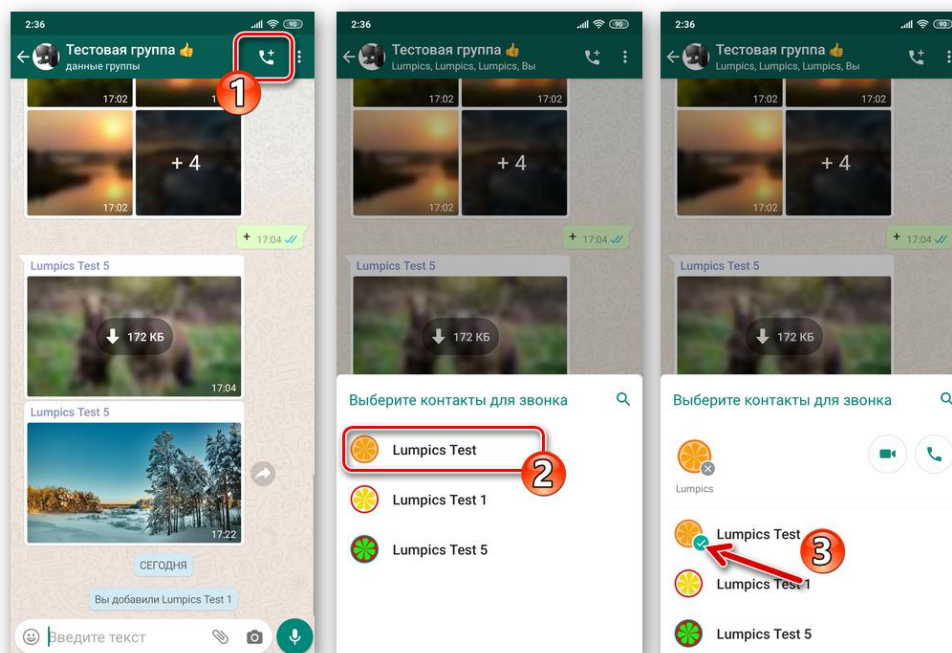 2:36
90
Тестовая группа
данные группы
1
17:02
+ 4
17:02
+ 17:04
Lumpics Test 5
172 КБ
17:04
Lumpics Test 5
17:22
СЕГОДНЯ
Вы добавили Lumpics Test 1
Введите текст
2:36
90
Тестовая группа
Lumpics, Lumpics, Lumpics, Вы
17:02
17:02
+ 4
17:02
+ 17:04
Lumpics Test 5
172 КБ
Выберите контакты для звонка
Lumpics Test
2
Lumpics Test 1
Lumpics Test 5
2:36
90
Тестовая группа
Lumpics, Lumpics, Lumpics, Вы
17:02
17:02
+ 4
17:02
+ 17:04
Lumpics Test 5
172 КБ
Выберите контакты для звонка
Lumpics
Lumpics Test
3
Lumpics Test 1
Lumpics Test 5